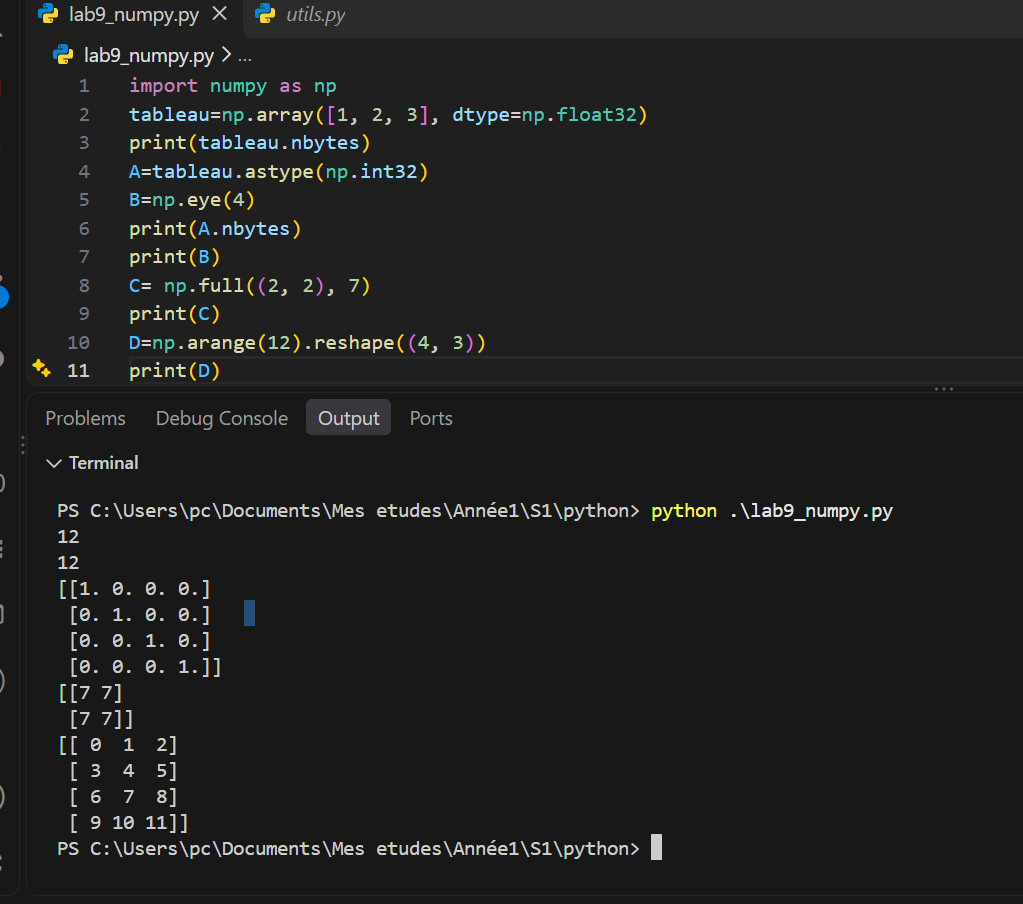 lab9_numpy.py × utils.py
lab9_numpy.py > ...
1 import numpy as np
2 tableau=np.array([1, 2, 3], dtype=np.float32)
3 print(tableau.nbytes)
4 A=tableau.astype(np.int32)
5 B=np.eye(4)
6 print(A.nbytes)
7 print(B)
8 C= np.full((2, 2), 7)
9 print(C)
10 D=np.arange(12).reshape((4, 3))
11 print(D)
Problems Debug Console Output Ports
Terminal
PS C:\Users\pc\Documents\Mes etudes\Année1\S1\python> python .\lab9_numpy.py
12
12
[[1. 0. 0. 0.]
 [0. 1. 0. 0.]
 [0. 0. 1. 0.]
 [0. 0. 0. 1.]]
[[7 7]
 [7 7]]
[[ 0  1  2]
 [ 3  4  5]
 [ 6  7  8]
 [ 9 10 11]]
PS C:\Users\pc\Documents\Mes etudes\Année1\S1\python>